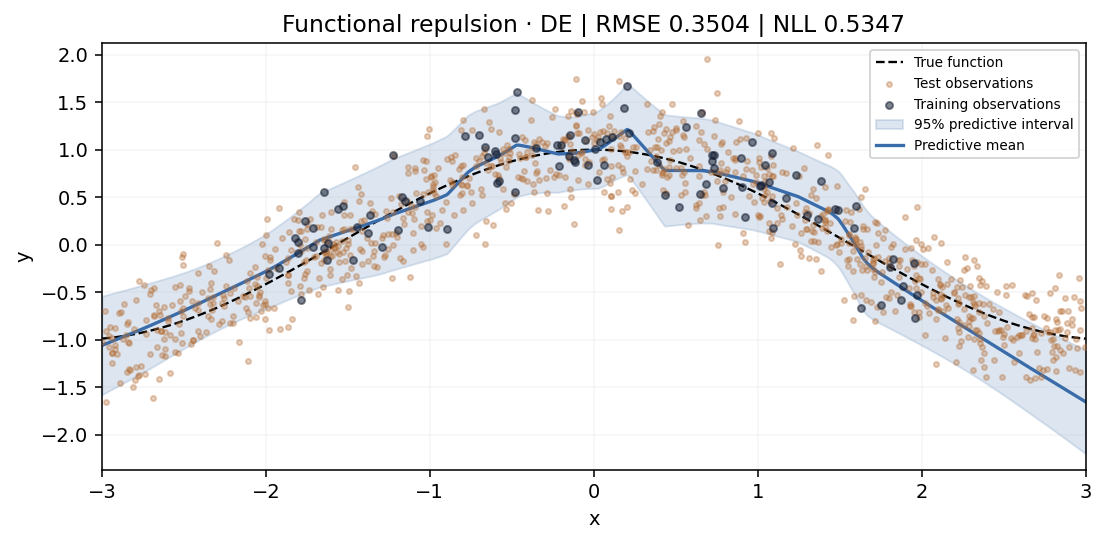 Functional repulsion · DE | RMSE 0.3504 | NLL 0.5347
True function
Test observations
Training observations
95% predictive interval
Predictive mean
y
2.0
1.5
1.0
0.5
0.0
−0.5
−1.0
−1.5
−2.0
−3 −2 −1 0 1 2 3
x